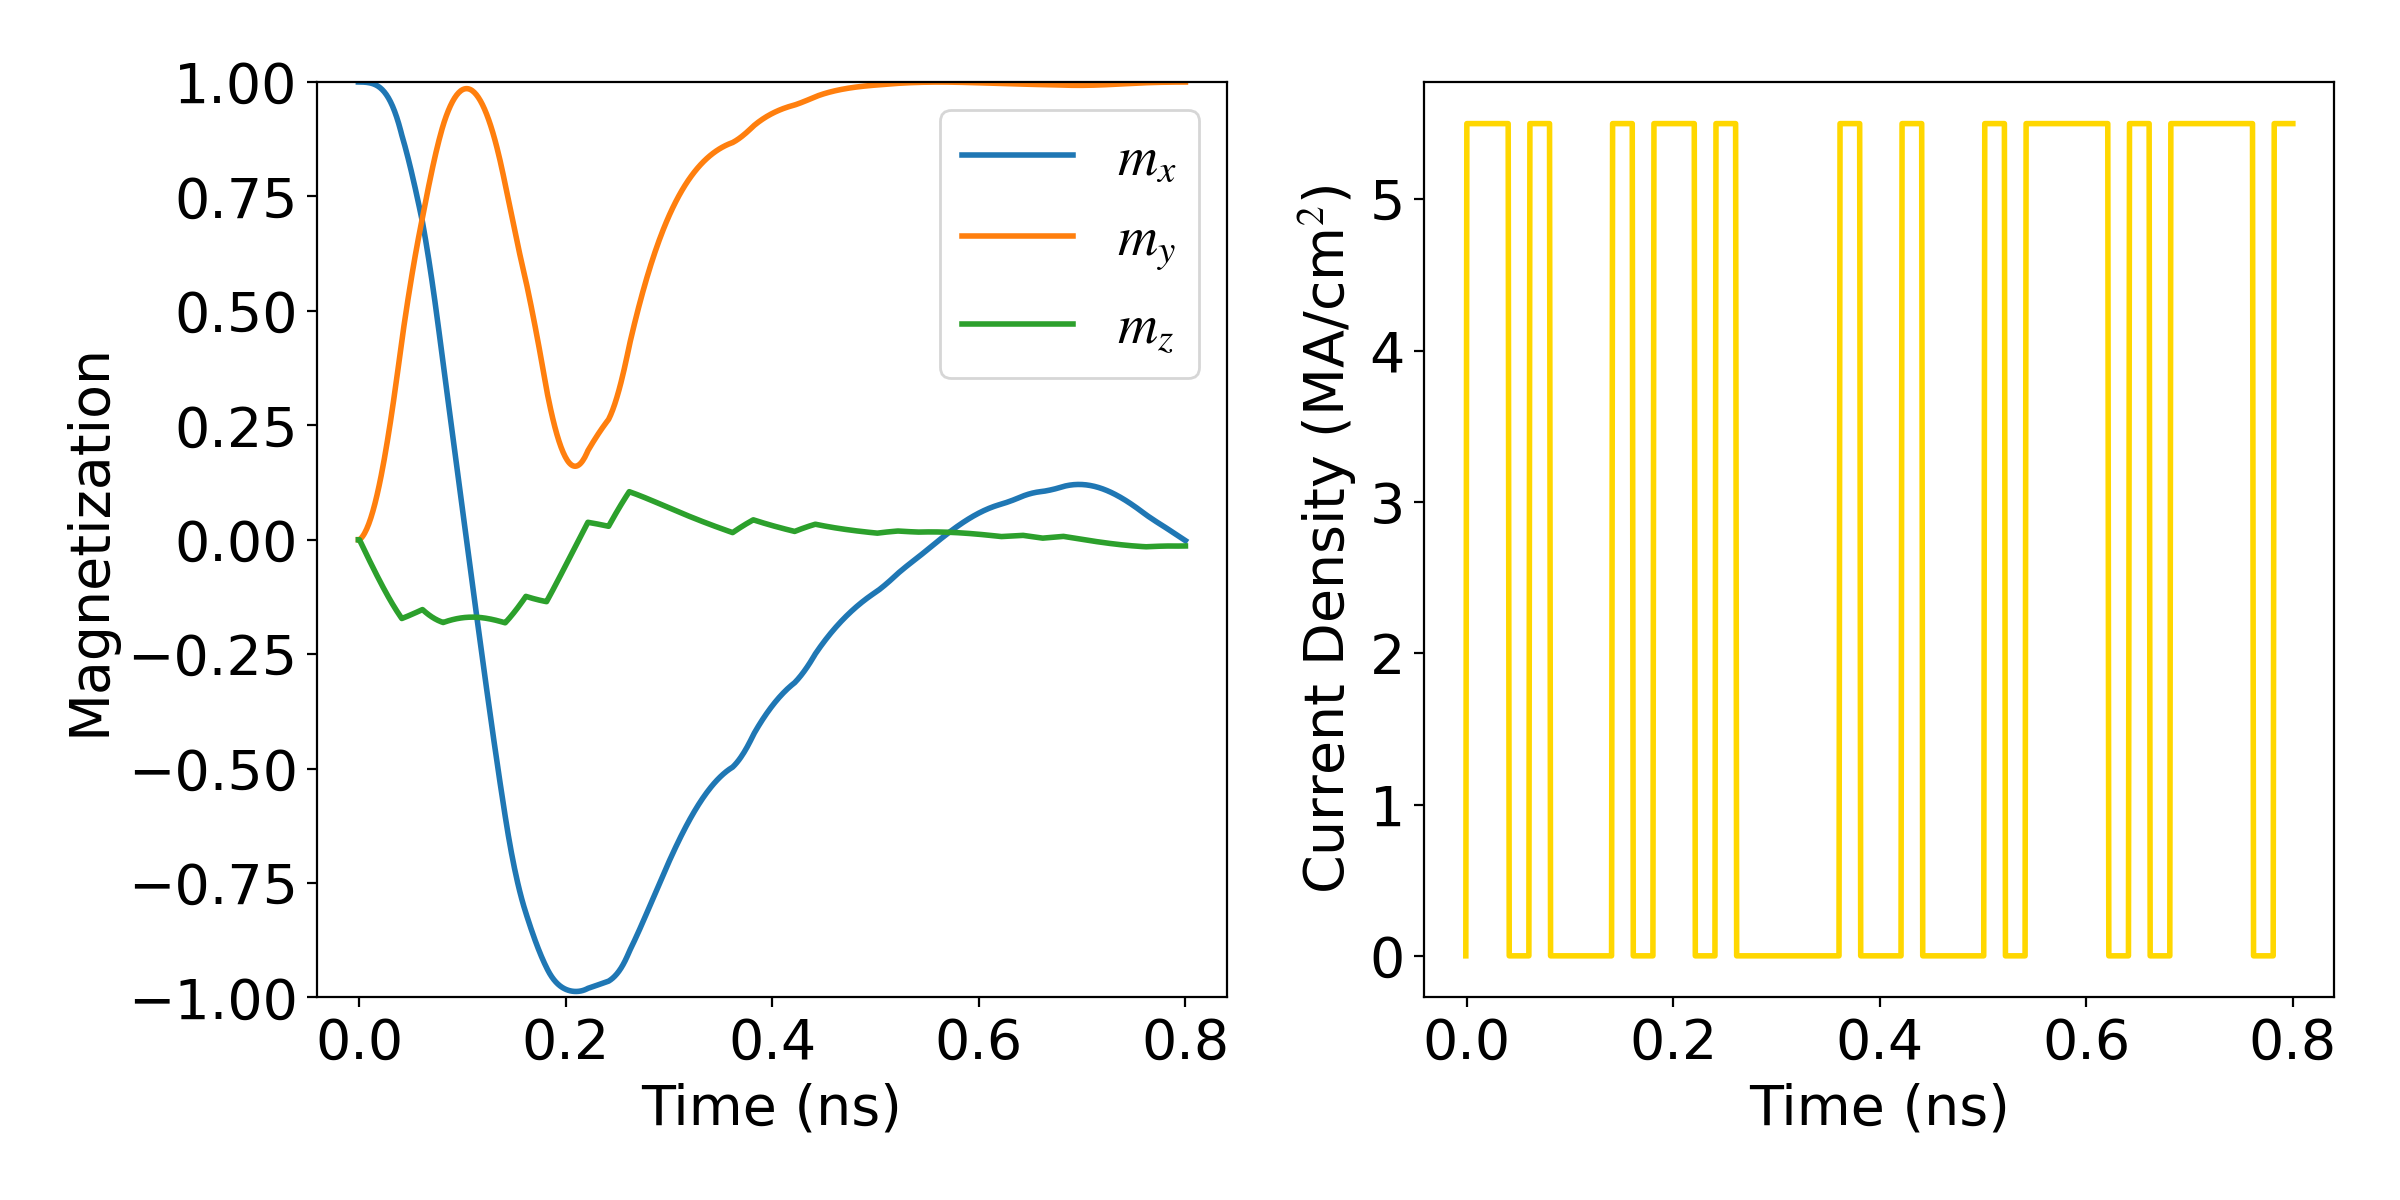 1.00
0.75
0.50
0.25
0.00
−0.25
−0.50
−0.75
−1.00
Magnetization
0.0 0.2 0.4 0.6 0.8
Time (ns)
m_x
m_y
m_z
5
4
3
2
1
0
Current Density (MA/cm²)
0.0 0.2 0.4 0.6 0.8
Time (ns)